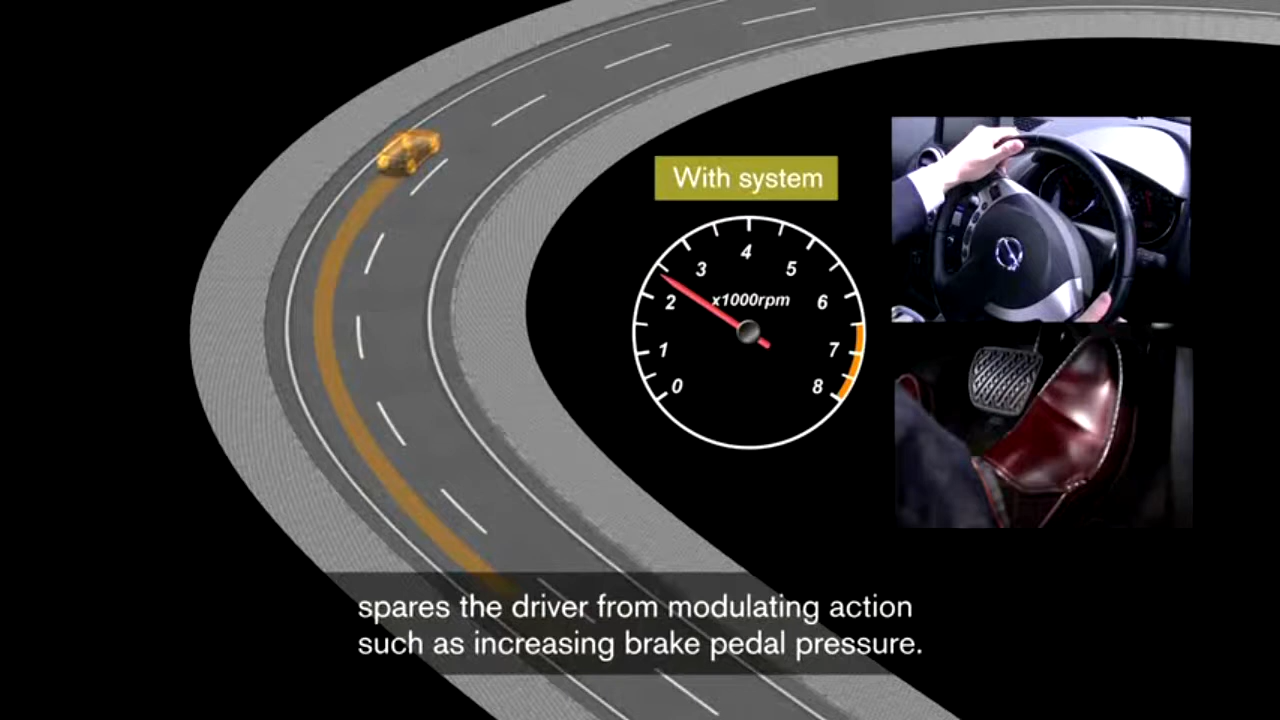 With system
4
3
5
x1000rpm
2
6
1
7
0
8
spares the driver from modulating action
such as increasing brake pedal pressure.